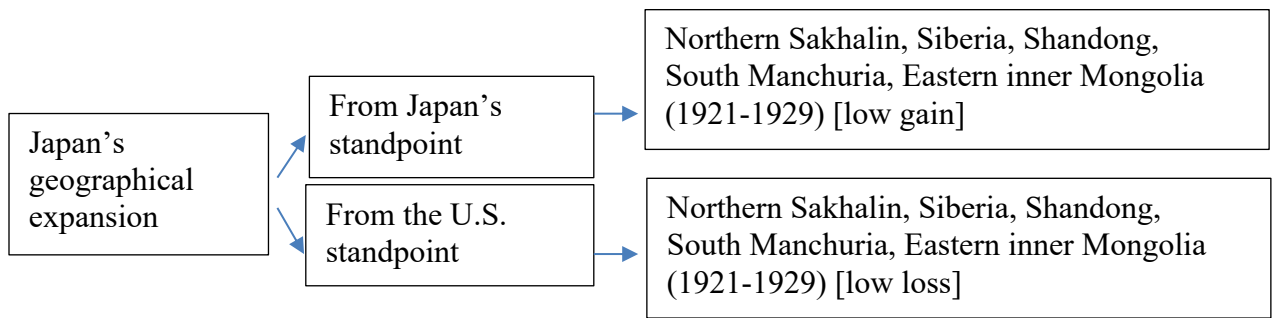 Japan’s
geographical
expansion
From Japan’s
standpoint
Northern Sakhalin, Siberia, Shandong,
South Manchuria, Eastern inner Mongolia
(1921-1929) [low gain]
From the U.S.
standpoint
Northern Sakhalin, Siberia, Shandong,
South Manchuria, Eastern inner Mongolia
(1921-1929) [low loss]